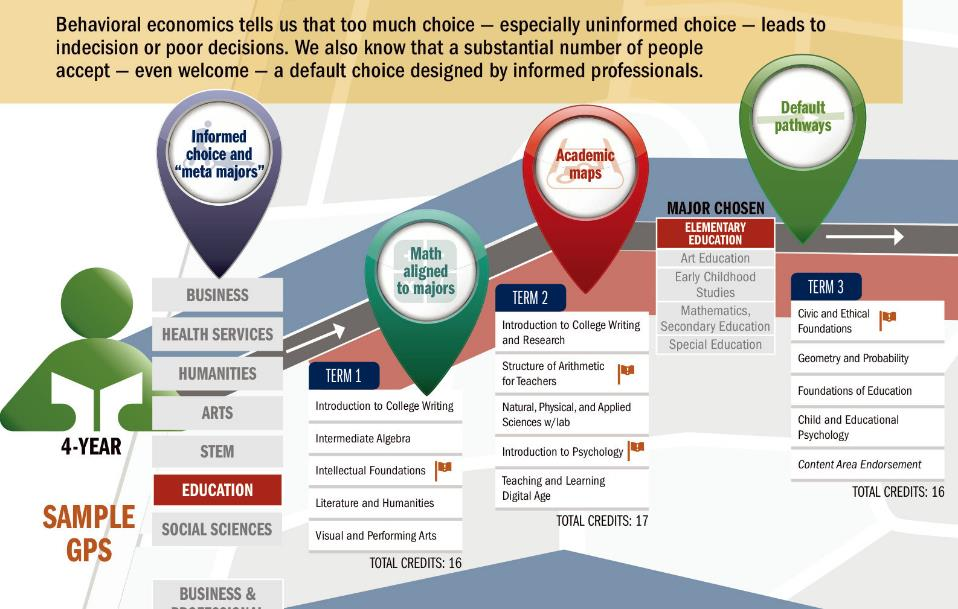 Behavioral economics tells us that too much choice — especially uninformed choice — leads to
indecision or poor decisions. We also know that a substantial number of people
accept — even welcome — a default choice designed by informed professionals.
Informed
choice and
“meta majors”
Math
aligned
to majors
Academic
maps
Default
pathways
4-YEAR
SAMPLE
GPS
BUSINESS
HEALTH SERVICES
HUMANITIES
ARTS
STEM
EDUCATION
SOCIAL SCIENCES
BUSINESS &
PROFESSIONAL
TERM 1
Introduction to College Writing
Intermediate Algebra
Intellectual Foundations
Literature and Humanities
Visual and Performing Arts
TOTAL CREDITS: 16
TERM 2
Introduction to College Writing
and Research
Structure of Arithmetic
for Teachers
Natural, Physical, and Applied
Sciences w/lab
Introduction to Psychology
Teaching and Learning
Digital Age
TOTAL CREDITS: 17
MAJOR CHOSEN
ELEMENTARY
EDUCATION
Art Education
Early Childhood
Studies
Mathematics,
Secondary Education
Special Education
TERM 3
Civic and Ethical
Foundations
Geometry and Probability
Foundations of Education
Child and Educational
Psychology
Content Area Endorsement
TOTAL CREDITS: 16